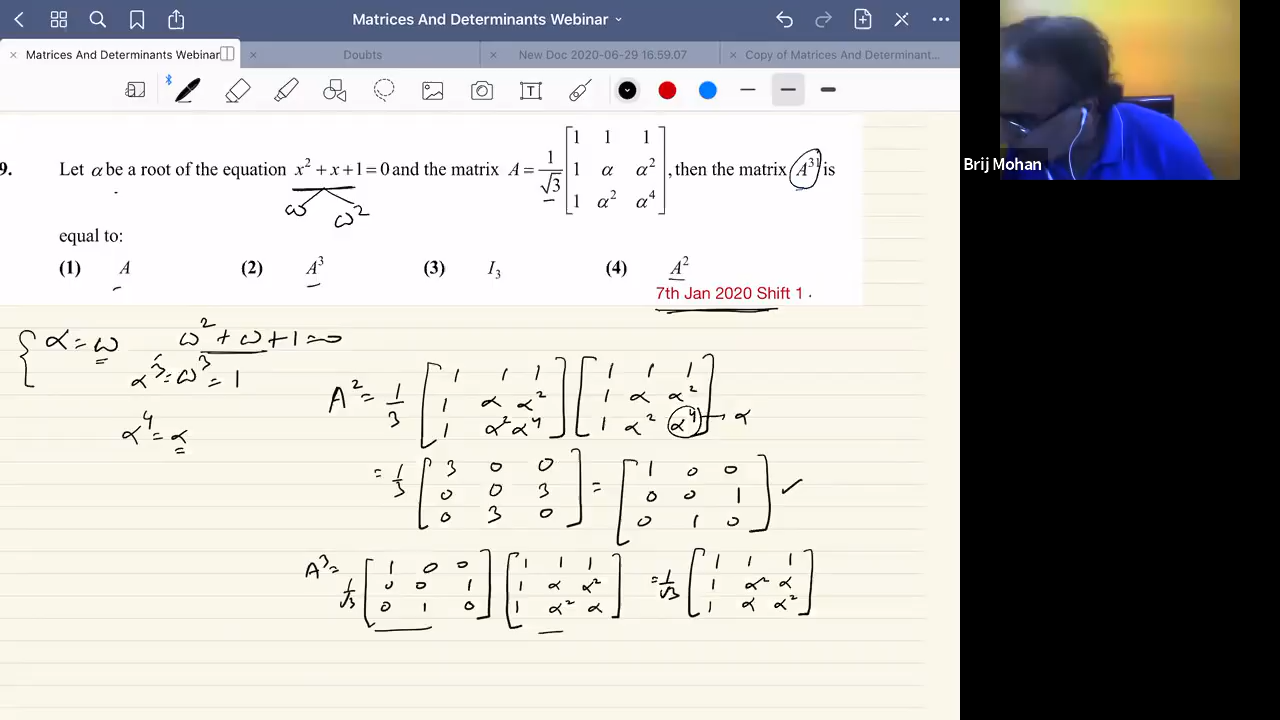 Matrices And Determinants Webinar
Matrices And Determinants Webinar
Doubts
New Doc 2020-06-29 16.59.07
Copy of Matrices And Determinant...
Brij Mohan
9. Let α be a root of the equation x² + x + 1 = 0 and the matrix A = 1/√3 [1 1 1; 1 α α²; 1 α² α⁴], then the matrix A³¹ is
ω ω²
equal to:
(1) A (2) A³ (3) I₃ (4) A²
7th Jan 2020 Shift 1
α = ω ω² + ω + 1 = 0
α³ = ω³ = 1
α⁴ = α
A² = 1/3 [1 1 1; 1 α α²; 1 α² α⁴] [1 1 1; 1 α α²; 1 α² α⁴] → α
= 1/3 [3 0 0; 0 0 3; 0 3 0] = [1 0 0; 0 0 1; 0 1 0] ✓
A³ = 1/√3 [1 0 0; 0 0 1; 0 1 0] [1 1 1; 1 α α²; 1 α² α] = 1/√3 [1 1 1; 1 α² α; 1 α α²]